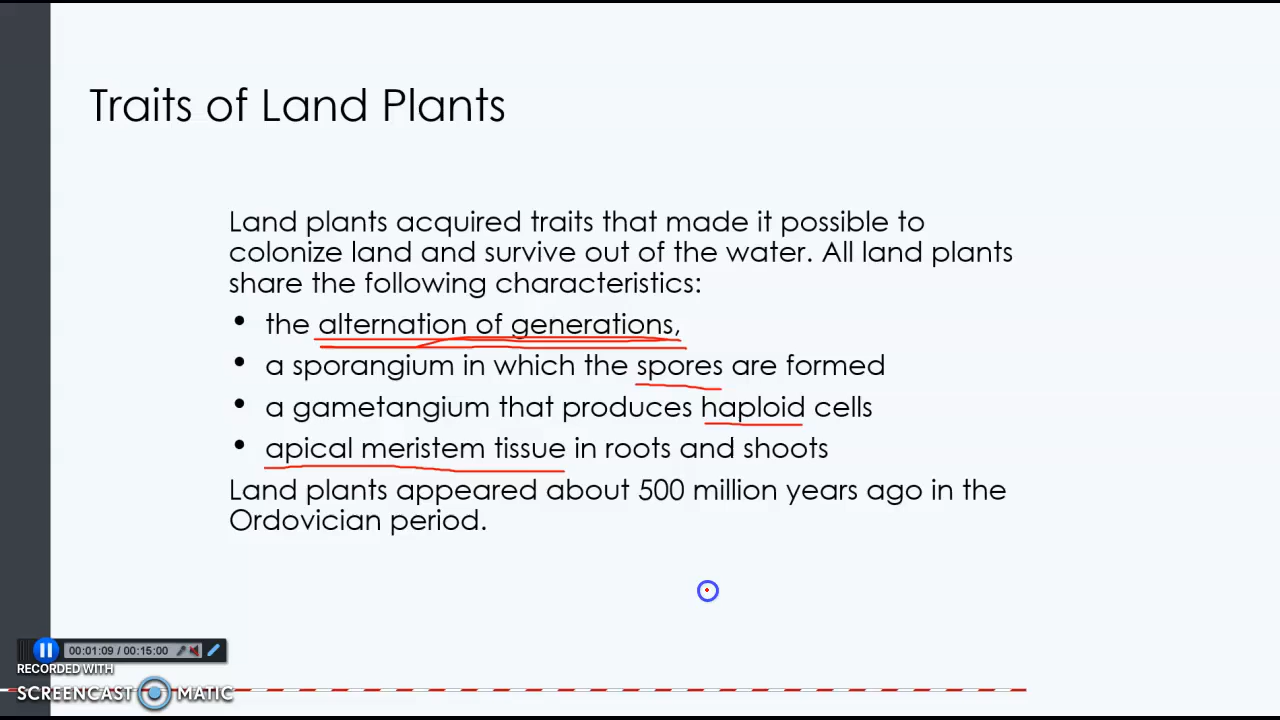 Traits of Land Plants
Land plants acquired traits that made it possible to
colonize land and survive out of the water. All land plants
share the following characteristics:
• the alternation of generations,
• a sporangium in which the spores are formed
• a gametangium that produces haploid cells
• apical meristem tissue in roots and shoots
Land plants appeared about 500 million years ago in the
Ordovician period.
00:01:09 / 00:15:00
RECORDED WITH
SCREENCAST MATIC